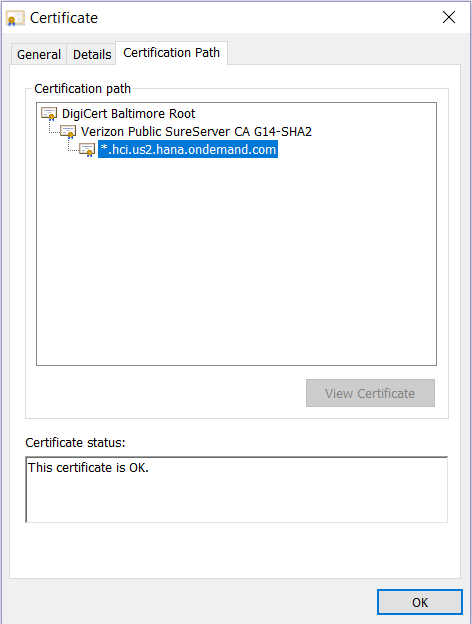 Certificate
General Details Certification Path
Certification path
DigiCert Baltimore Root
Verizon Public SureServer CA G14-SHA2
*.hci.us2.hana.ondemand.com
View Certificate
Certificate status:
This certificate is OK.
OK